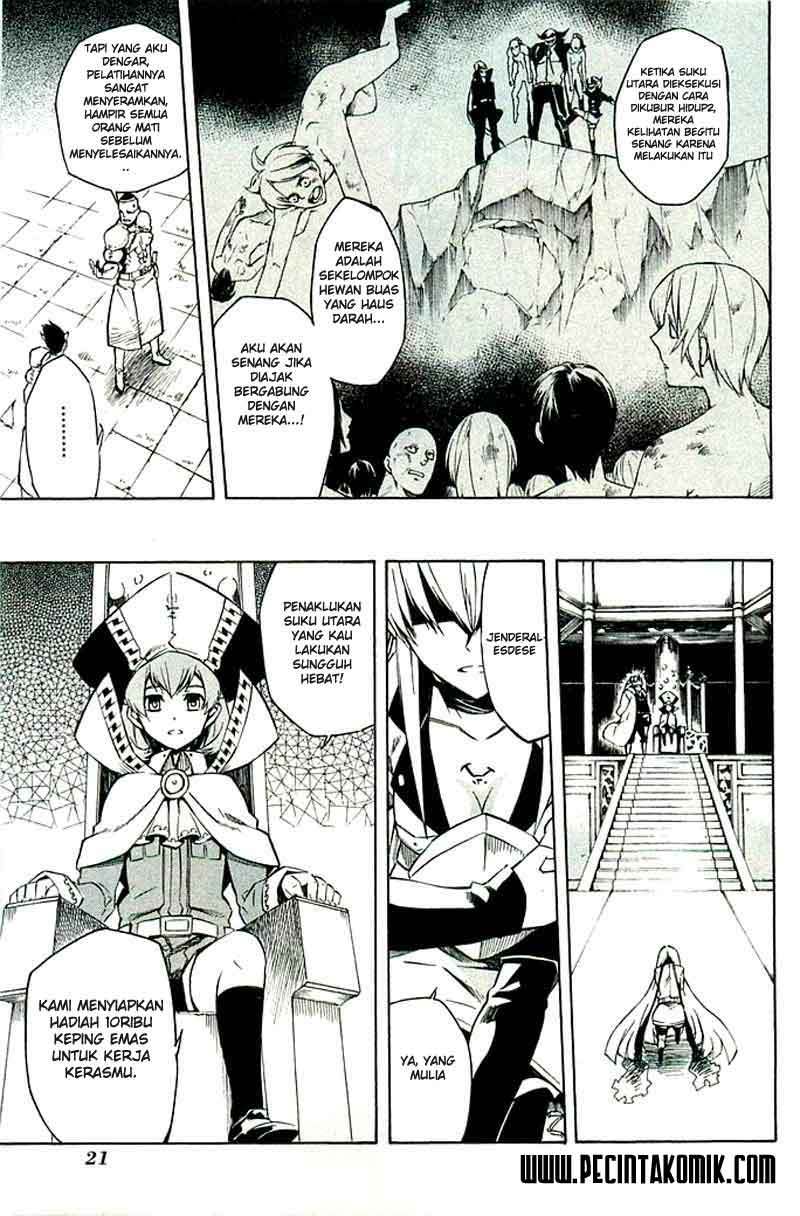 KETIKA SUKU
UTARA DIEKSEKUSI
DENGAN CARA
DIKUBUR HIDUP2,
MEREKA
KELIHATAN BEGITU
SENANG KARENA
MELAKUKAN ITU
MEREKA
ADALAH
SEKELOMPOK
HEWAN BUAS
YANG HAUS
DARAH...
AKU AKAN
SENANG JIKA
DIAJAK
BERGABUNG
DENGAN
MEREKA...!
TAPI YANG AKU
DENGAR,
PELATIHANNYA
SANGAT
MENYERAMKAN,
HAMPIR SEMUA
ORANG MATI
SEBELUM
MENYELESAIKANNYA.
..
.........
JENDERAL
ESDESE
YA, YANG
MULIA
PENAKLUKAN
SUKU UTARA
YANG KAU
LAKUKAN
SUNGGUH
HEBAT!
KAMI MENYIAPKAN
HADIAH 10RIBU
KEPING EMAS
UNTUK KERJA
KERASMU.
21
WWW.PECINTAKOMIK.COM